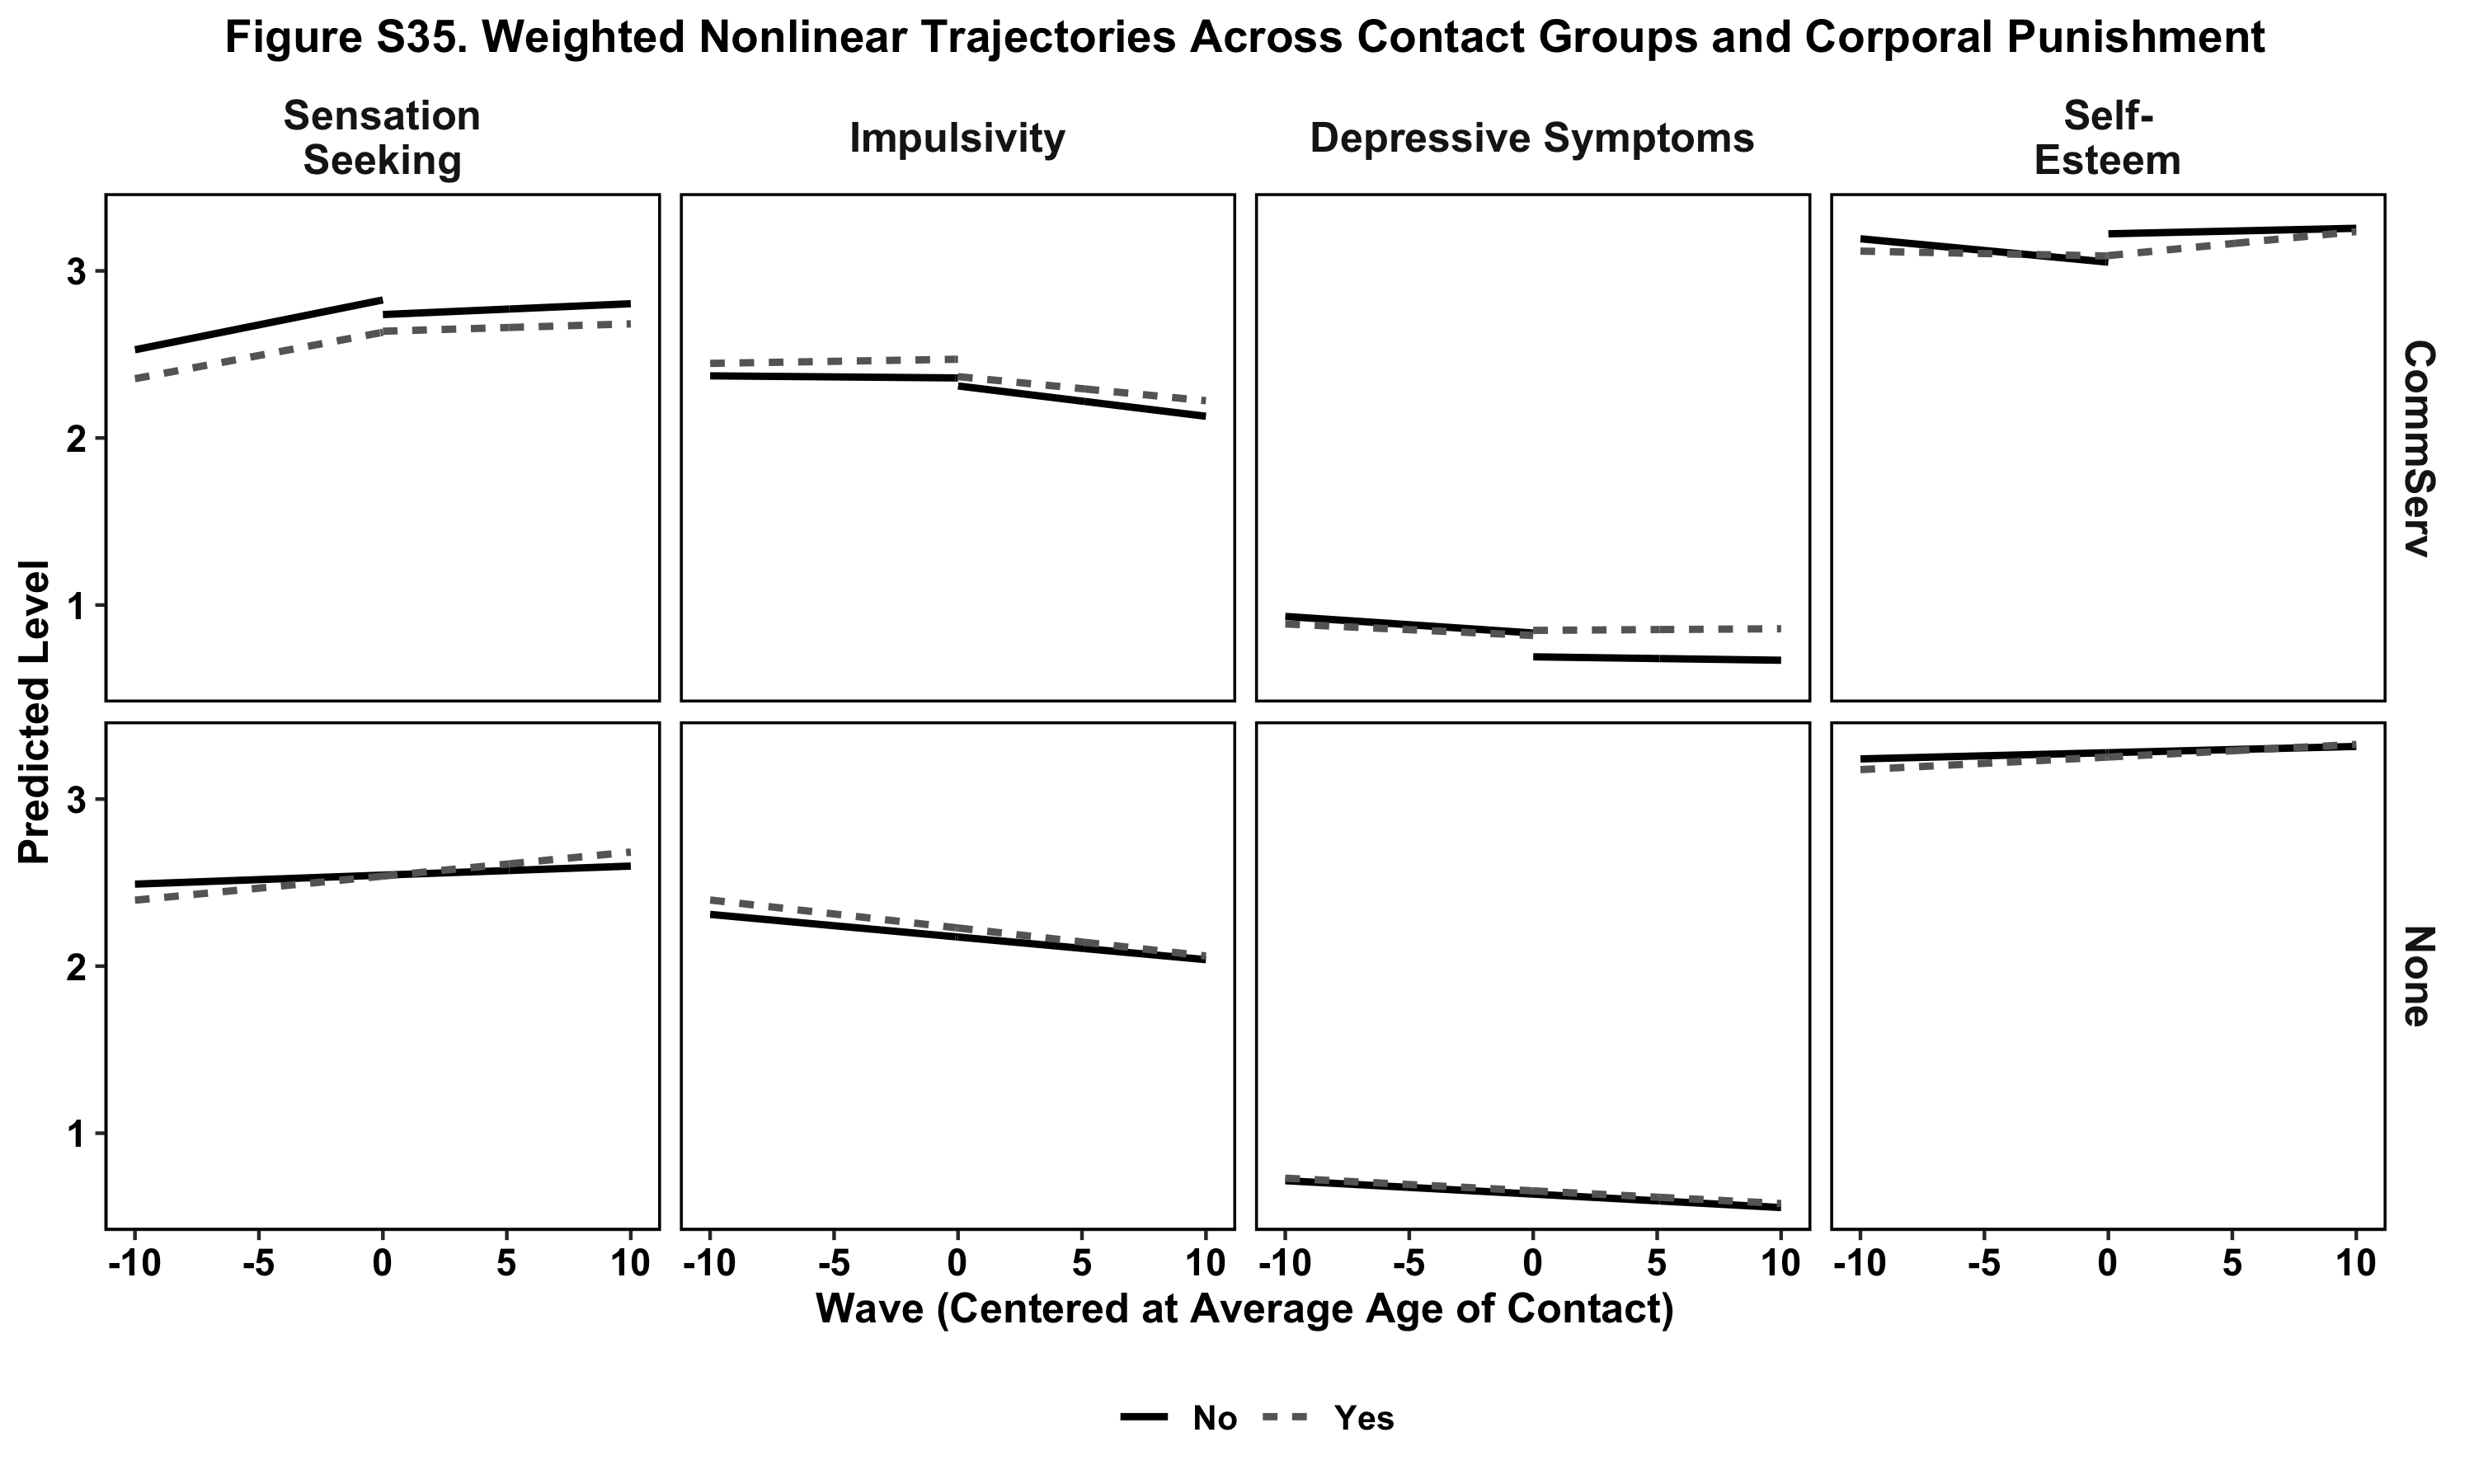 Figure S35. Weighted Nonlinear Trajectories Across Contact Groups and Corporal Punishment
Sensation
Seeking
Impulsivity
Depressive Symptoms
Self-
Esteem
Predicted Level
3
2
1
CommServ
3
2
1
None
-10 -5 0 5 10 -10 -5 0 5 10 -10 -5 0 5 10 -10 -5 0 5 10
Wave (Centered at Average Age of Contact)
No Yes